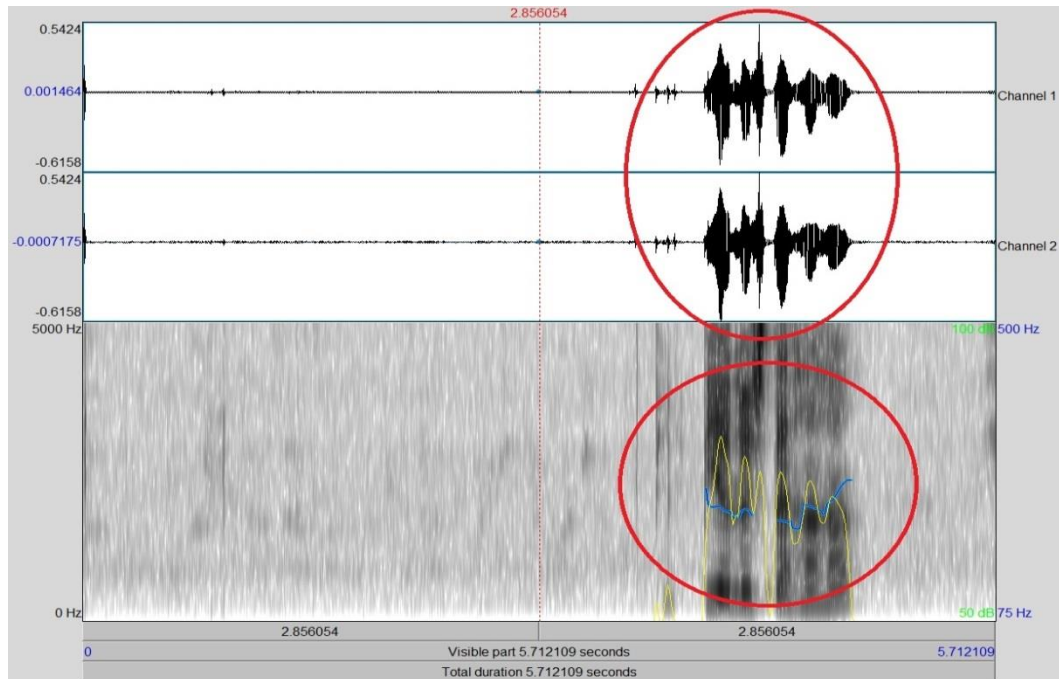 2.856054
0.5424
0.001464
Channel 1
-0.6158
0.5424
-0.0007175
Channel 2
-0.6158
5000 Hz
100 dB 500 Hz
0 Hz
50 dB 75 Hz
2.856054 2.856054
0 Visible part 5.712109 seconds 5.712109
Total duration 5.712109 seconds